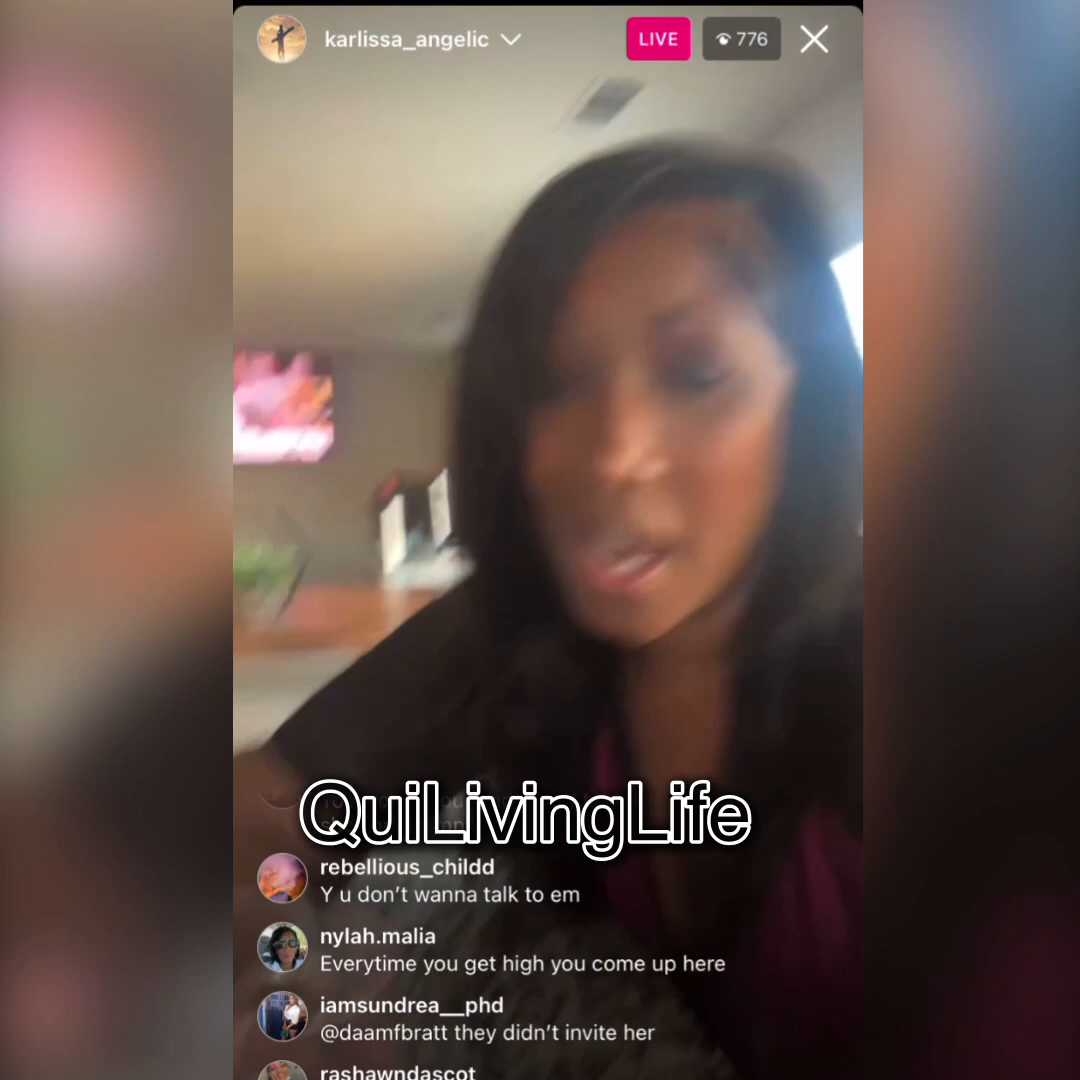 karlissa_angelic
LIVE
776
QuiLivingLife
rebellious_childd
Y u don’t wanna talk to em
nylah.malia
Everytime you get high you come up here
iamsundrea__phd
@daamfbratt they didn’t invite her
rashawndascot